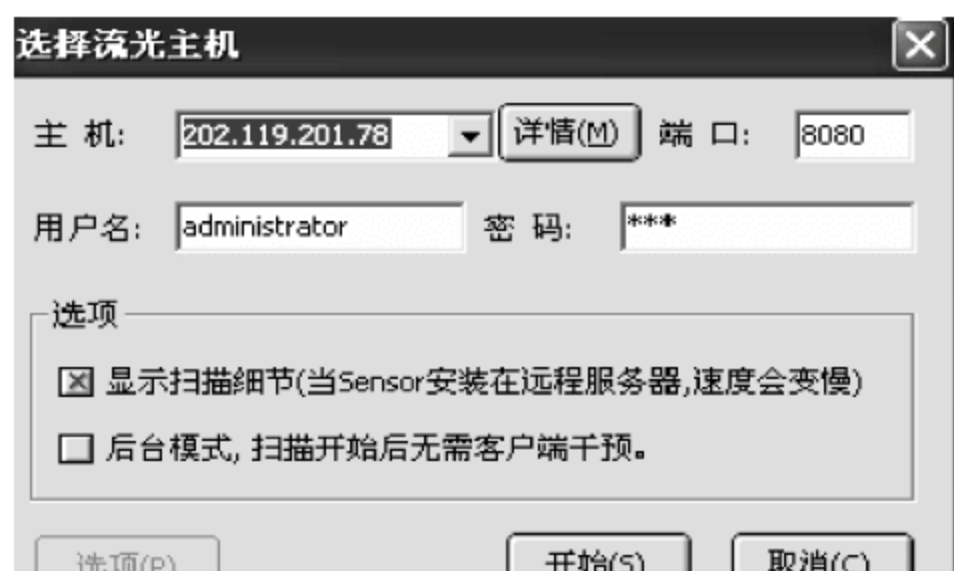 选择流光主机
主 机: 202.119.201.78 详情(M) 端 口: 8080
用户名: administrator 密 码: ***
选项
显示扫描细节(当Sensor安装在远程服务器,速度会变慢)
后台模式, 扫描开始后无需客户端干预。
选项(P) 开始(S) 取消(C)